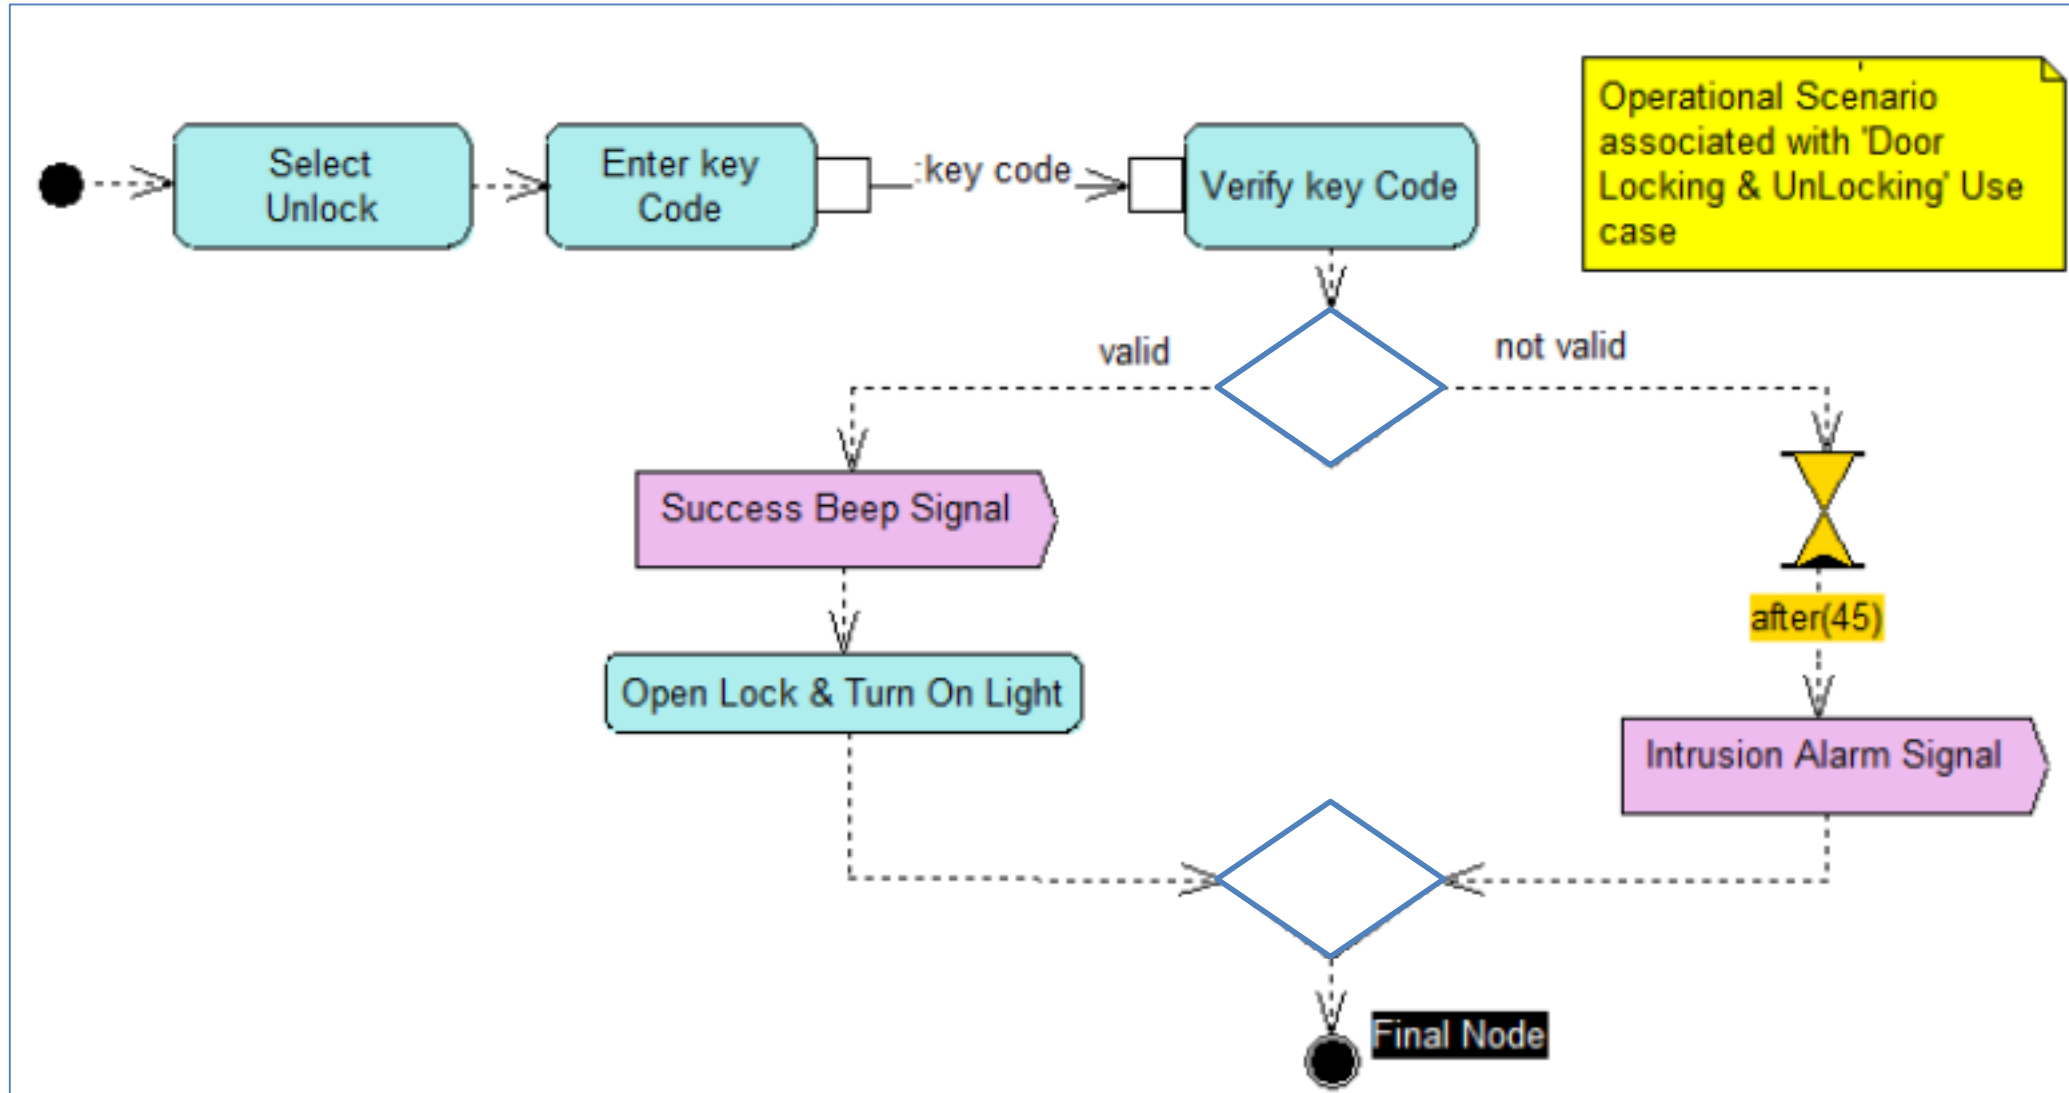 Select
Unlock
Enter key
Code
:key code
Verify key Code
Operational Scenario
associated with 'Door
Locking & UnLocking' Use
case
valid
not valid
Success Beep Signal
after(45)
Open Lock & Turn On Light
Intrusion Alarm Signal
Final Node